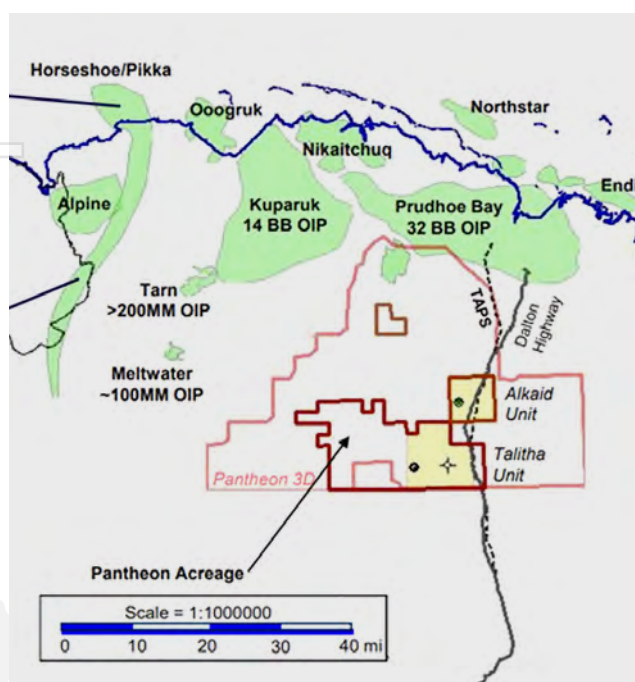 Horseshoe/Pikka
Ooogruk
Northstar
Nikaitchuq
Endi
Alpine
Kuparuk
14 BB OIP
Prudhoe Bay
32 BB OIP
Tarn
>200MM OIP
TAPS
Dalton
Highway
Meltwater
~100MM OIP
Alkaid
Unit
Talitha
Unit
Pantheon 3D
Pantheon Acreage
Scale = 1:1000000
0 10 20 30 40 mi